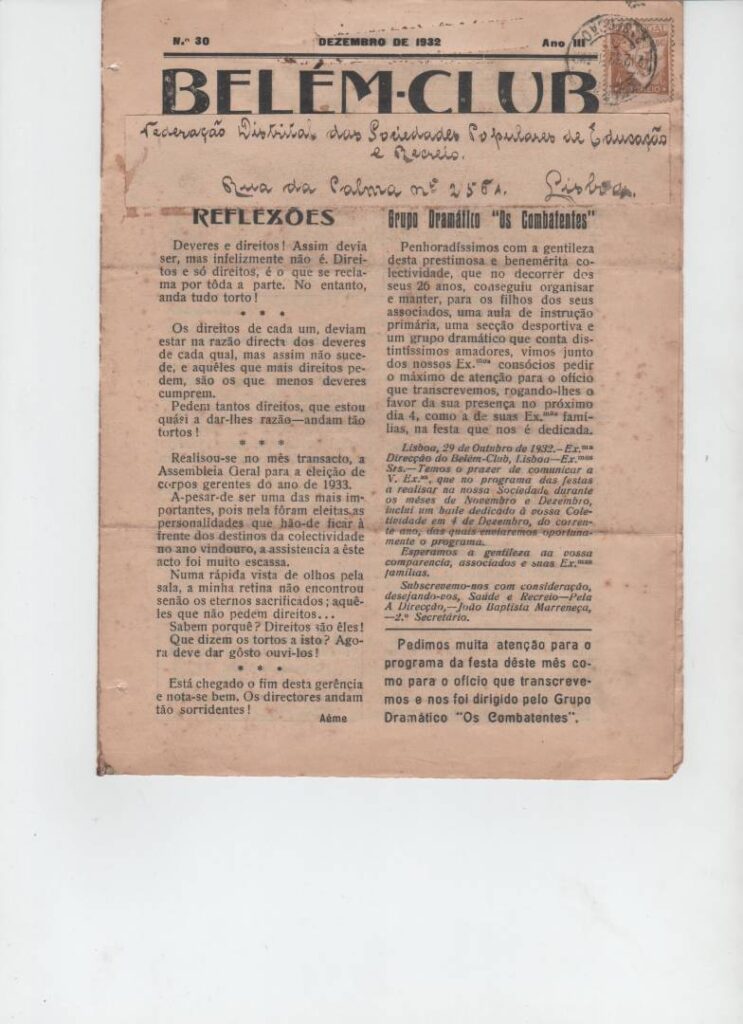 N.º 30
DEZEMBRO DE 1932
Ano III
BELÉM-CLUB
Federação Distrital das Sociedades Populares de Educação
e Recreio.
Rua da Palma nº 256 A. Lisboa.
REFLEXÕES
Deveres e direitos! Assim devia
ser, mas infelizmente não é. Direi-
tos e só direitos, é o que se recla-
ma por tôda a parte. No entanto,
anda tudo torto!
* * *
Os direitos de cada um, deviam
estar na razão directa dos deveres
de cada qual, mas assim não suce-
de, e aquêles que mais direitos pe-
dem, são os que menos deveres
cumprem.
Pedem tantos direitos, que estou
quási a dar-lhes razão—andam tão
tortos!
* * *
Realisou-se no mês transacto, a
Assembleia Geral para a eleição de
corpos gerentes do ano de 1933.
A-pesar-de ser uma das mais im-
portantes, pois nela fôram eleitas as
personalidades que hão-de ficar à
frente dos destinos da colectividade
no ano vindouro, a assistencia a êste
acto foi muito escassa.
Numa rápida vista de olhos pela
sala, a minha retina não encontrou
senão os eternos sacrificados; aquê-
les que não pedem direitos...
Sabem porquê? Direitos são êles!
Que dizem os tortos a isto? Ago-
ra deve dar gôsto ouvi-los!
* * *
Está chegado o fim desta gerência
e nota-se bem. Os directores andam
tão sorridentes!
Aéme
Grupo Dramático "Os Combatentes"
Penhoradíssimos com a gentileza
desta prestimosa e benemérita co-
lectividade, que no decorrer dos
seus 26 anos, conseguiu organisar
e manter, para os filhos dos seus
associados, uma aula de instrução
primária, uma secção desportiva e
um grupo dramático que conta dis-
tintíssimos amadores, vimos junto
dos nossos Ex.mos consócios pedir
o máximo de atenção para o ofício
que transcrevemos, rogando-lhes o
favor da sua presença no próximo
dia 4, como a de suas Ex.mas famí-
lias, na festa que nos é dedicada.
Lisboa, 29 de Outubro de 1932.—Ex.ma
Direcção do Belém-Club, Lisboa—Ex.mos
Srs.—Temos o prazer de comunicar a
V. Ex.as, que no programa das festas
a realisar na nossa Sociedade durante
os mêses de Novembro e Dezembro,
inclui um baile dedicado à vossa Cole-
tividade em 4 de Dezembro, do corren-
te ano, das quais enviaremos oportuna-
mente o programa.
Esperamos a gentileza da vossa
comparencia, associados e suas Ex.mas
famílias.
Subscrevemo-nos com consideração,
desejando-vos, Saúde e Recreio—Pela
A Direcção,—João Baptista Marreneça,
—2.º Secretário.
Pedimos muita atenção para o
programa da festa dêste mês co-
mo para o ofício que transcreve-
mos e nos foi dirigido pelo Grupo
Dramático "Os Combatentes".